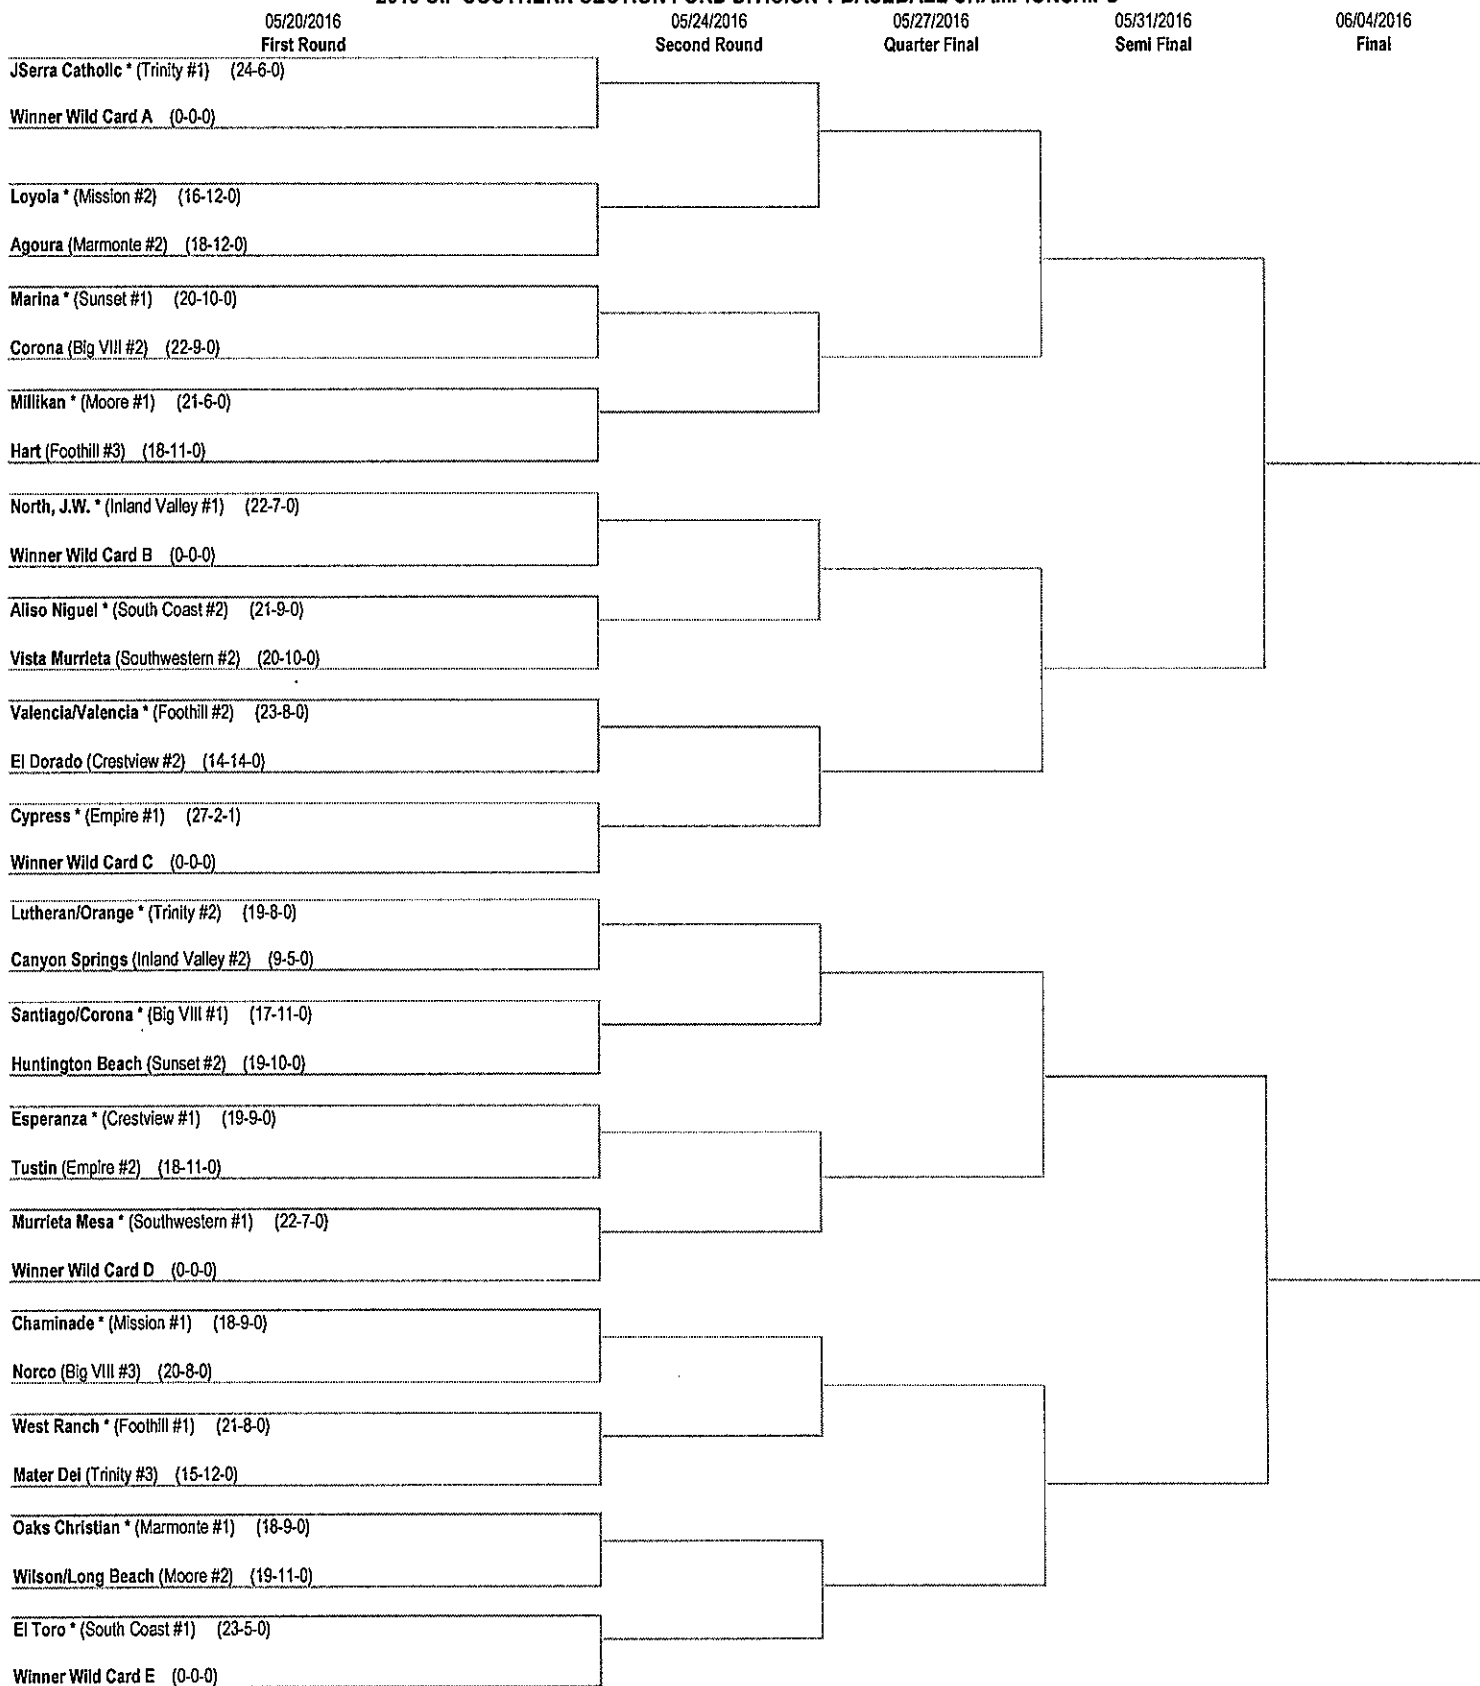 05/20/2016 05/24/2016 05/27/2016 05/31/2016 06/04/2016
First Round Second Round Quarter Final Semi Final Final
JSerra Catholic * (Trinity #1) (24-6-0)
Winner Wild Card A (0-0-0)
Loyola * (Mission #2) (16-12-0)
Agoura (Marmonte #2) (18-12-0)
Marina * (Sunset #1) (20-10-0)
Corona (Big VIII #2) (22-9-0)
Millikan * (Moore #1) (21-6-0)
Hart (Foothill #3) (18-11-0)
North, J.W. * (Inland Valley #1) (22-7-0)
Winner Wild Card B (0-0-0)
Aliso Niguel * (South Coast #2) (21-9-0)
Vista Murrieta (Southwestern #2) (20-10-0)
Valencia/Valencia * (Foothill #2) (23-8-0)
El Dorado (Crestview #2) (14-14-0)
Cypress * (Empire #1) (27-2-1)
Winner Wild Card C (0-0-0)
Lutheran/Orange * (Trinity #2) (19-8-0)
Canyon Springs (Inland Valley #2) (9-5-0)
Santiago/Corona * (Big VIII #1) (17-11-0)
Huntington Beach (Sunset #2) (19-10-0)
Esperanza * (Crestview #1) (19-9-0)
Tustin (Empire #2) (18-11-0)
Murrieta Mesa * (Southwestern #1) (22-7-0)
Winner Wild Card D (0-0-0)
Chaminade * (Mission #1) (18-9-0)
Norco (Big VIII #3) (20-8-0)
West Ranch * (Foothill #1) (21-8-0)
Mater Dei (Trinity #3) (15-12-0)
Oaks Christian * (Marmonte #1) (18-9-0)
Wilson/Long Beach (Moore #2) (19-11-0)
El Toro * (South Coast #1) (23-5-0)
Winner Wild Card E (0-0-0)